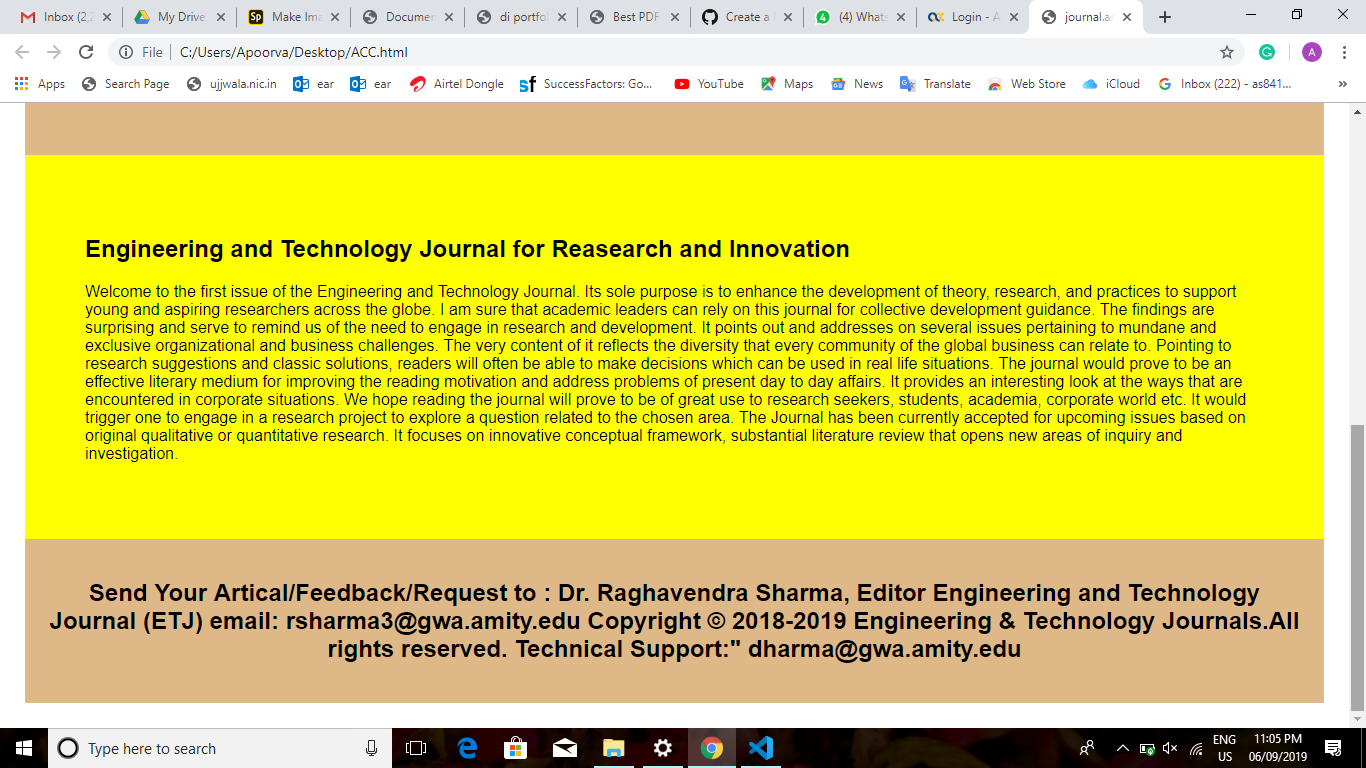 Inbox (2,2
My Drive
Make Ima
Documen
di portfol
Best PDF
Create a
(4) Whats
Login - A
journal.an
File
C:/Users/Apoorva/Desktop/ACC.html
A
Apps
Search Page
ujjwala.nic.in
ear
ear
Airtel Dongle
SuccessFactors: Go...
YouTube
Maps
News
Translate
Web Store
iCloud
Inbox (222) - as841...
»
Engineering and Technology Journal for Reasearch and Innovation
Welcome to the first issue of the Engineering and Technology Journal. Its sole purpose is to enhance the development of theory, research, and practices to support
young and aspiring researchers across the globe. I am sure that academic leaders can rely on this journal for collective development guidance. The findings are
surprising and serve to remind us of the need to engage in research and development. It points out and addresses on several issues pertaining to mundane and
exclusive organizational and business challenges. The very content of it reflects the diversity that every community of the global business can relate to. Pointing to
research suggestions and classic solutions, readers will often be able to make decisions which can be used in real life situations. The journal would prove to be an
effective literary medium for improving the reading motivation and address problems of present day to day affairs. It provides an interesting look at the ways that are
encountered in corporate situations. We hope reading the journal will prove to be of great use to research seekers, students, academia, corporate world etc. It would
trigger one to engage in a research project to explore a question related to the chosen area. The Journal has been currently accepted for upcoming issues based on
original qualitative or quantitative research. It focuses on innovative conceptual framework, substantial literature review that opens new areas of inquiry and
investigation.
Send Your Artical/Feedback/Request to : Dr. Raghavendra Sharma, Editor Engineering and Technology
Journal (ETJ) email: rsharma3@gwa.amity.edu Copyright © 2018-2019 Engineering & Technology Journals.All
rights reserved. Technical Support:" dharma@gwa.amity.edu
Type here to search
ENG
US
11:05 PM
06/09/2019